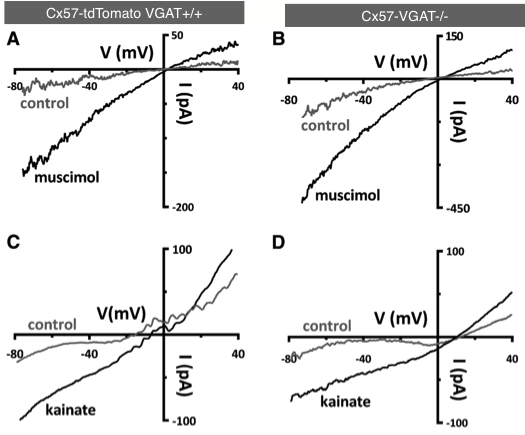 Cx57-tdTomato VGAT+/+
Cx57-VGAT-/-
A
V (mV)
50
-80
-40
40
control
I (pA)
muscimol
-200
B
V (mV)
150
-80
-40
40
control
I (pA)
muscimol
-450
C
100
V(mV)
control
-80
-40
40
I (pA)
kainate
-100
D
100
V (mV)
control
-80
-40
40
I (pA)
kainate
-100